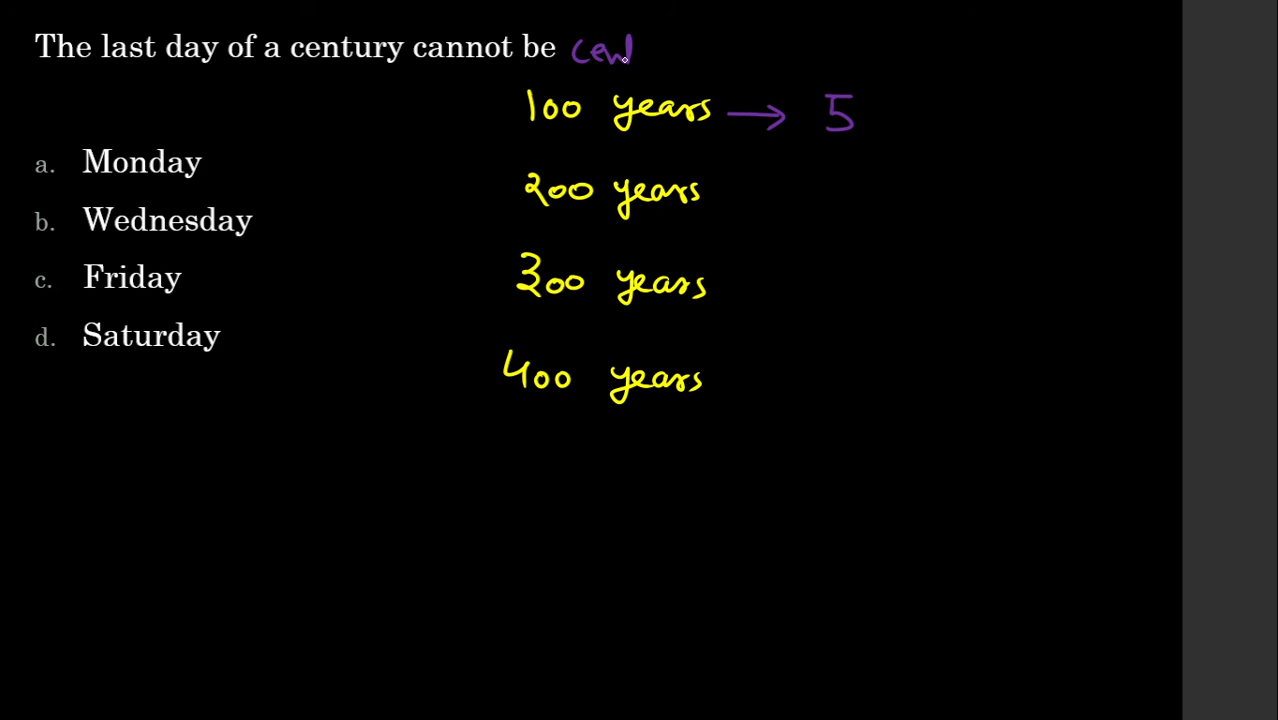 The last day of a century cannot be
100 years → 5
a. Monday
200 years
b. Wednesday
c. Friday
300 years
d. Saturday
400 years